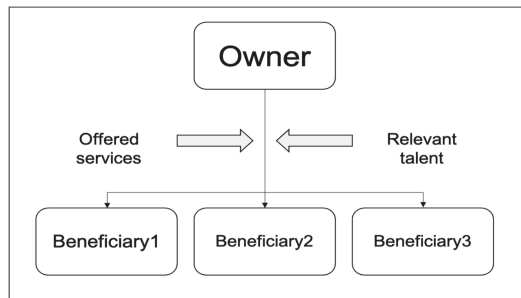 Owner
Offered
services
Relevant
talent
Beneficiary1
Beneficiary2
Beneficiary3